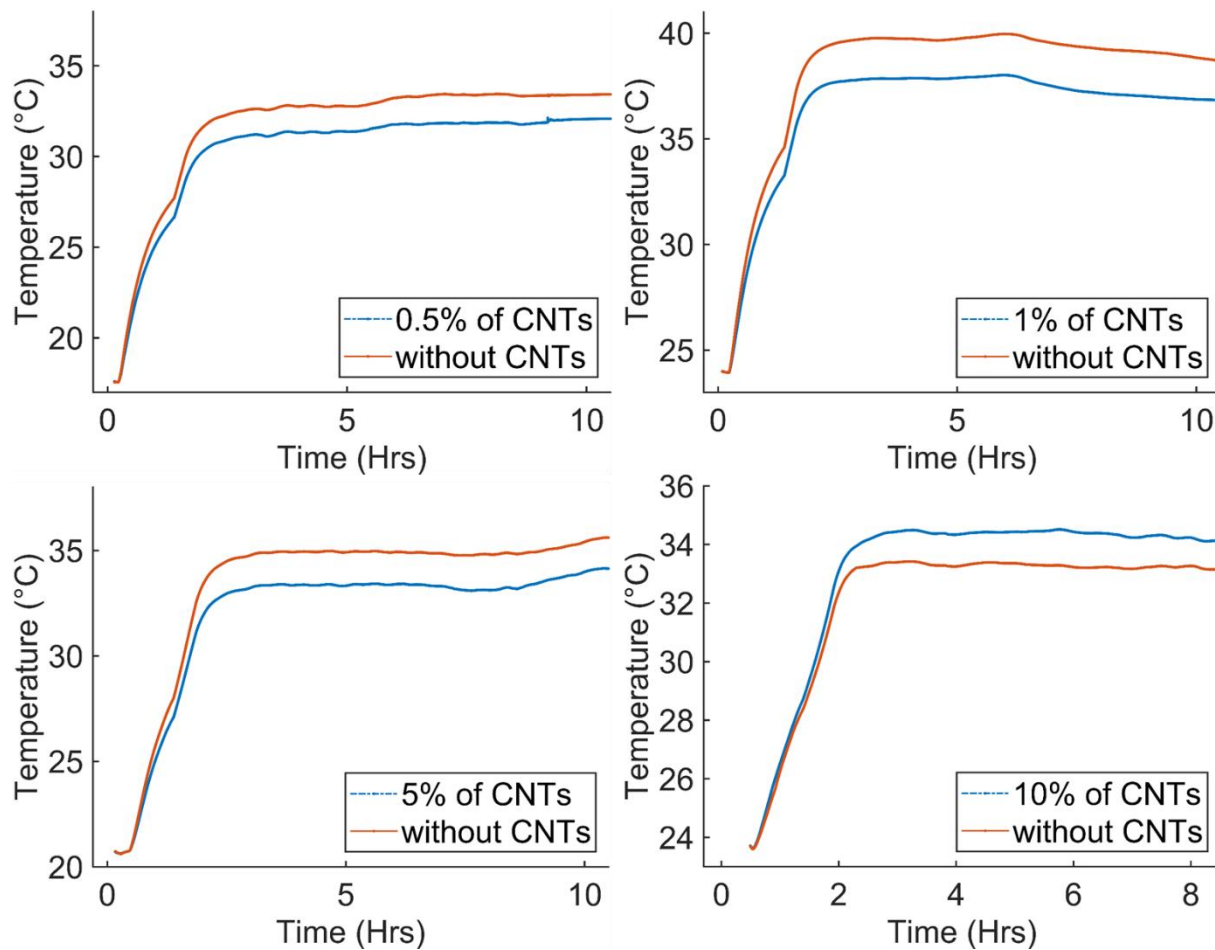 Temperature (°C)
35
30
25
20
0
5
10
Time (Hrs)
0.5% of CNTs
without CNTs
Temperature (°C)
40
35
30
25
0
5
10
Time (Hrs)
1% of CNTs
without CNTs
Temperature (°C)
35
30
25
20
0
5
10
Time (Hrs)
5% of CNTs
without CNTs
Temperature (°C)
36
34
32
30
28
26
24
0
2
4
6
8
Time (Hrs)
10% of CNTs
without CNTs